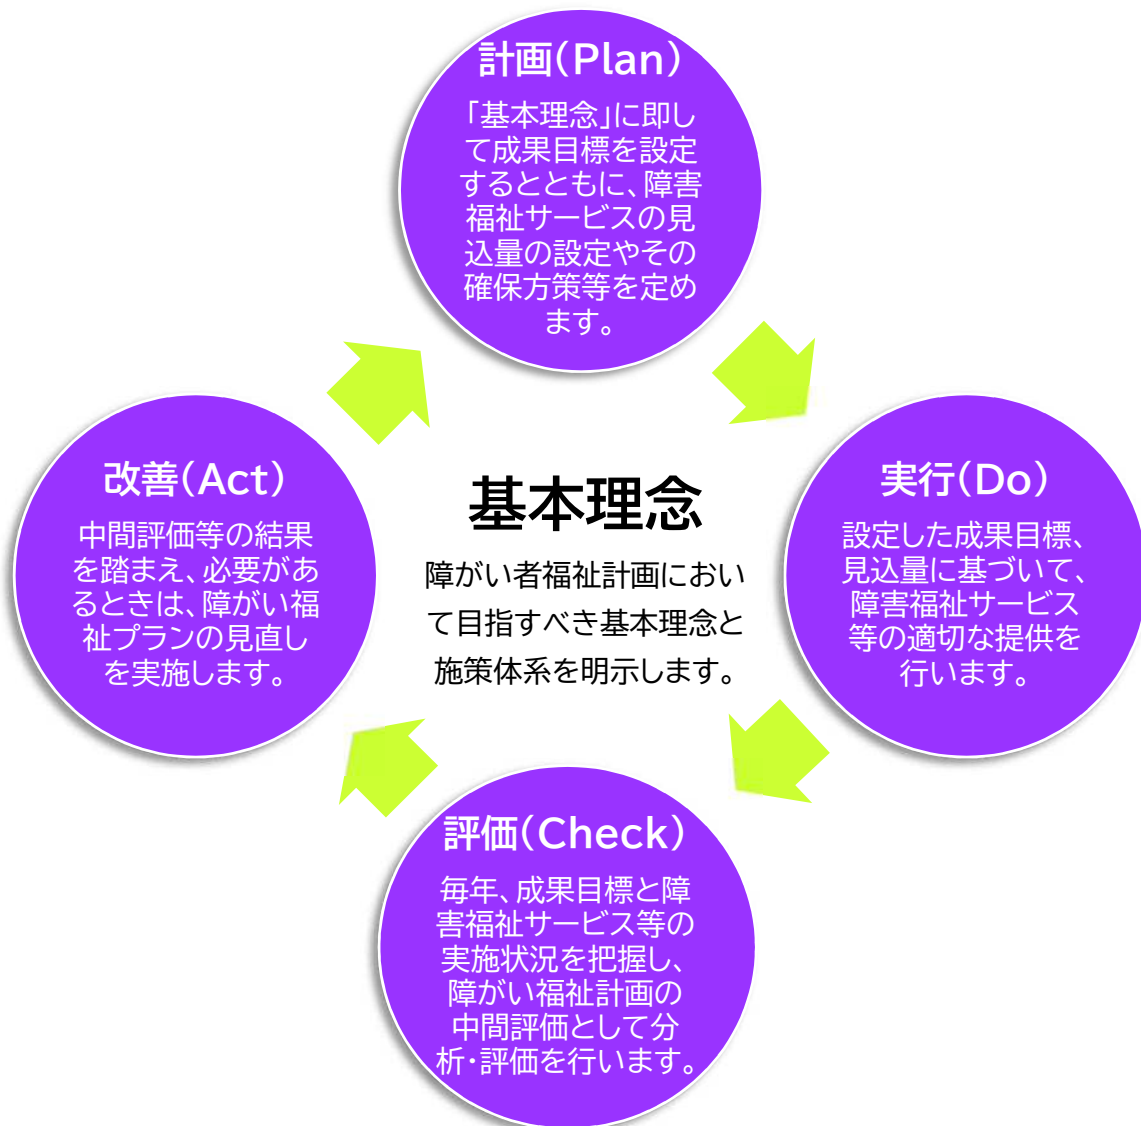 計画(Plan)
「基本理念」に即し
て成果目標を設定
するとともに、障害
福祉サービスの見
込量の設定やその
確保方策等を定め
ます。
実行(Do)
設定した成果目標、
見込量に基づいて、
障害福祉サービス
等の適切な提供を
行います。
評価(Check)
毎年、成果目標と障
害福祉サービス等の
実施状況を把握し、
障がい福祉計画の
中間評価として分
析・評価を行います。
改善(Act)
中間評価等の結果
を踏まえ、必要があ
るときは、障がい福
祉プランの見直し
を実施します。
基本理念
障がい者福祉計画におい
て目指すべき基本理念と
施策体系を明示します。